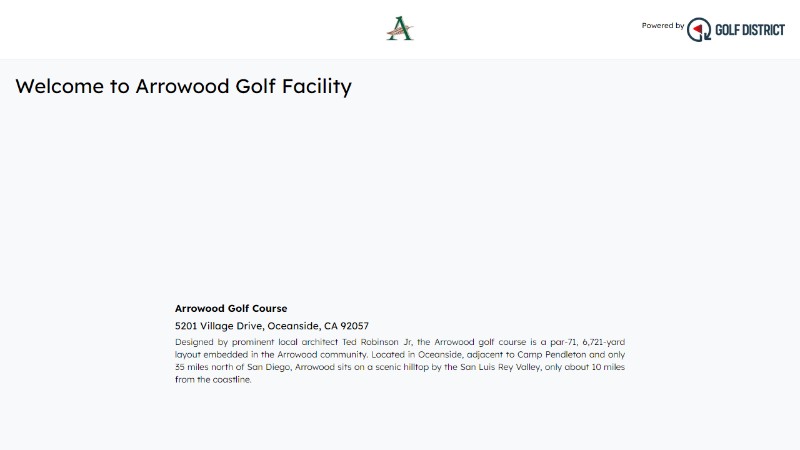 A
Powered by GOLF DISTRICT
Welcome to Arrowood Golf Facility
Arrowood Golf Course
5201 Village Drive, Oceanside, CA 92057
Designed by prominent local architect Ted Robinson Jr, the Arrowood golf course is a par-71, 6,721-yard
layout embedded in the Arrowood community. Located in Oceanside, adjacent to Camp Pendleton and only
35 miles north of San Diego, Arrowood sits on a scenic hilltop by the San Luis Rey Valley, only about 10 miles
from the coastline.